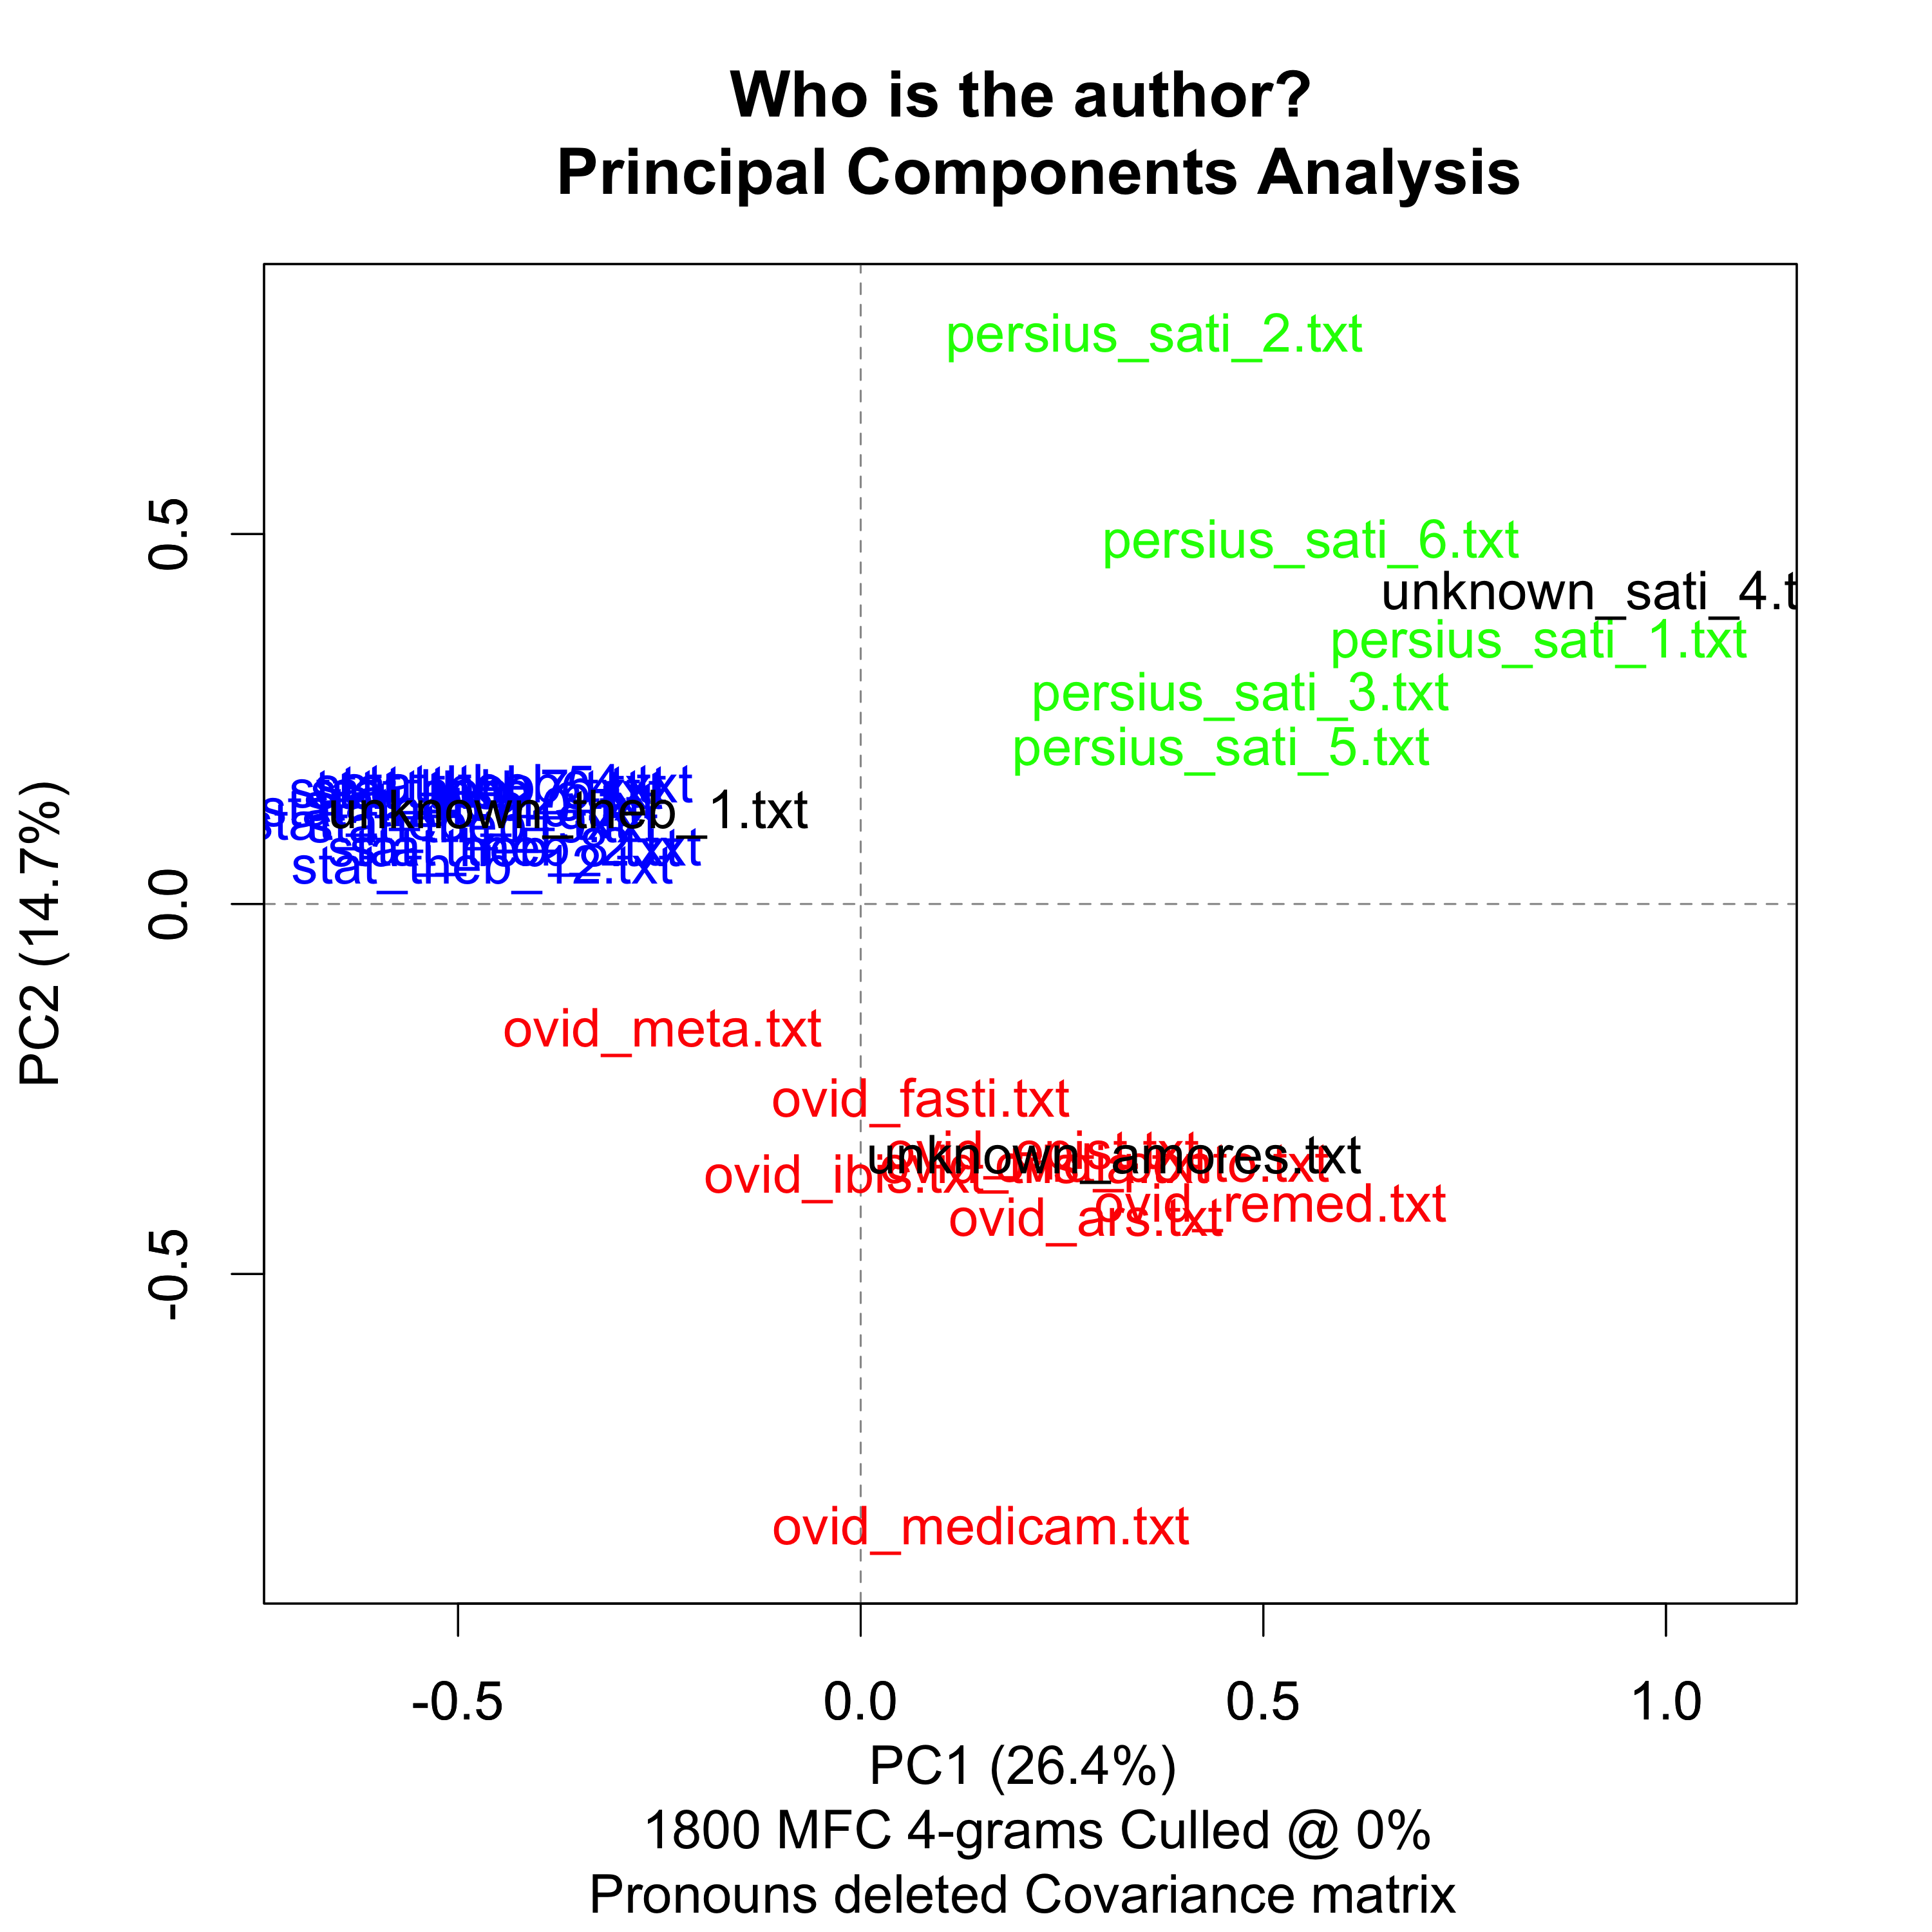 Who is the author?
Principal Components Analysis
persius_sati_2.txt
persius_sati_6.txt
unknown_sati_4.t
persius_sati_1.txt
persius_sati_3.txt
persius_sati_5.txt
unknown_theb_1.txt
stat_theb_12.txt
ovid_meta.txt
ovid_fasti.txt
unknown_amores.txt
ovid_ibis.txt
ovid_remed.txt
ovid_ars.txt
ovid_medicam.txt
PC2 (14.7%)
0.5
0.0
-0.5
-0.5 0.0 0.5 1.0
PC1 (26.4%)
1800 MFC 4-grams Culled @ 0%
Pronouns deleted Covariance matrix